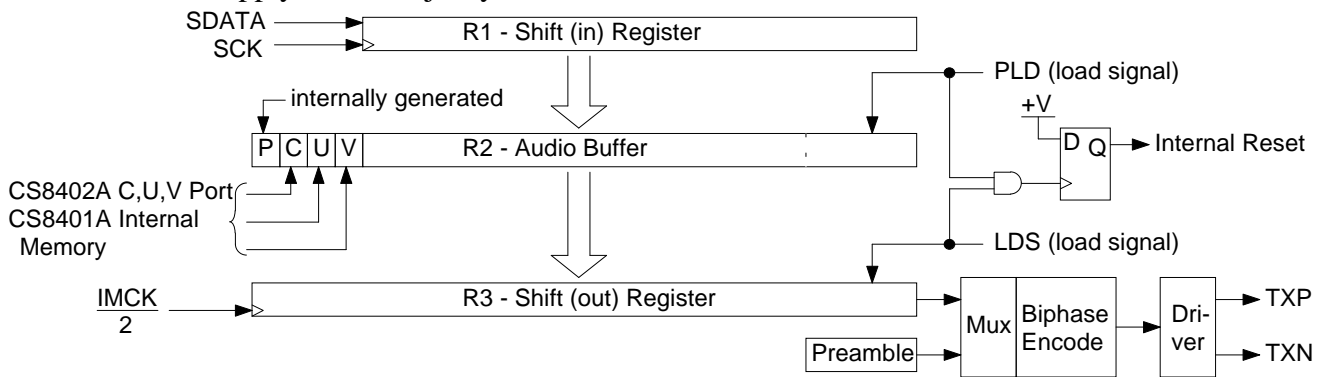 SDATA
SCK
R1 - Shift (in) Register
PLD (load signal)
internally generated
+V
P C U V
R2 - Audio Buffer
D Q
Internal Reset
CS8402A C,U,V Port
CS8401A Internal
Memory
LDS (load signal)
IMCK
2
R3 - Shift (out) Register
Mux
Biphase
Encode
Dri-
ver
TXP
TXN
Preamble